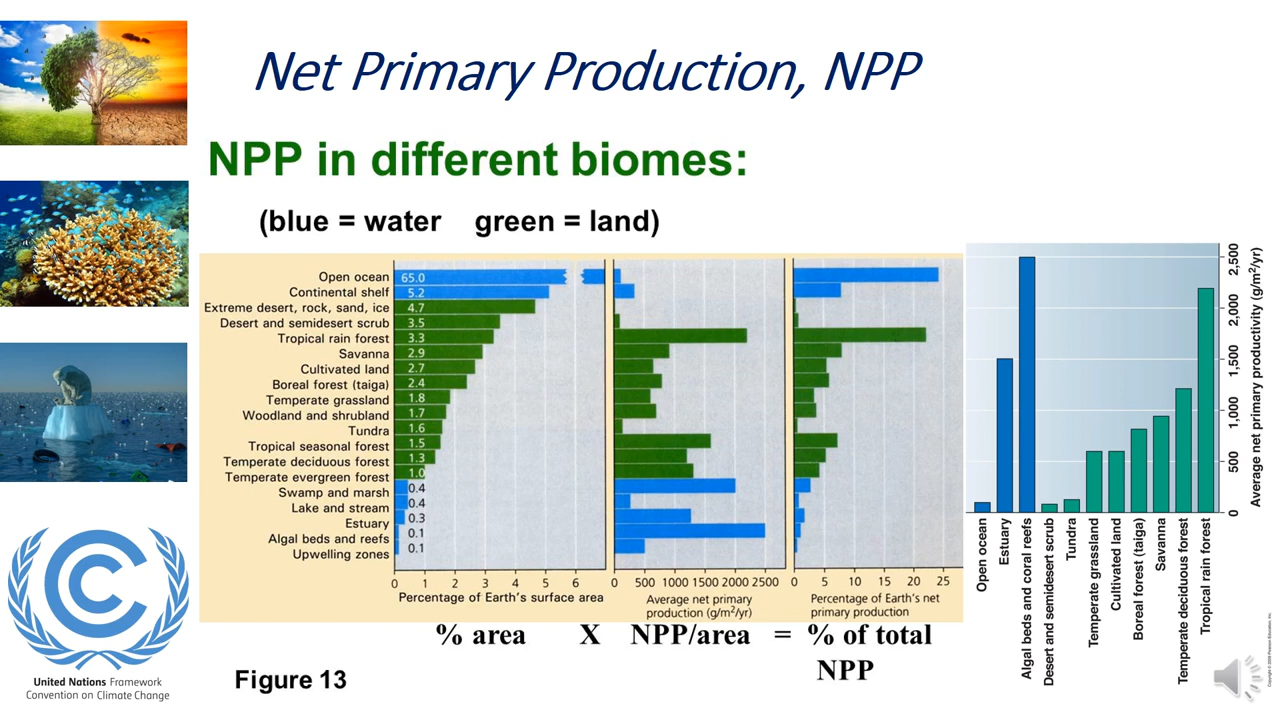 Net Primary Production, NPP
NPP in different biomes:
(blue = water green = land)
Open ocean
Continental shelf
Extreme desert, rock, sand, ice
Desert and semidesert scrub
Tropical rain forest
Savanna
Cultivated land
Boreal forest (taiga)
Temperate grassland
Woodland and shrubland
Tundra
Tropical seasonal forest
Temperate deciduous forest
Temperate evergreen forest
Swamp and marsh
Lake and stream
Estuary
Algal beds and reefs
Upwelling zones
65.0
5.2
4.7
3.5
3.3
2.9
2.7
2.4
1.8
1.7
1.6
1.5
1.3
1.0
0.4
0.4
0.3
0.1
0.1
0 1 2 3 4 5 6
Percentage of Earth's surface area
0 500 1000 1500 2000 2500
Average net primary
production (g/m²/yr)
0 5 10 15 20 25
Percentage of Earth's net
primary production
% area X NPP/area = % of total
NPP
Figure 13
2,500
2,000
1,500
1,000
500
0
Average net primary productivity (g/m²/yr)
Open ocean
Estuary
Algal beds and coral reefs
Desert and semidesert scrub
Tundra
Temperate grassland
Cultivated land
Boreal forest (taiga)
Savanna
Temperate deciduous forest
Tropical rain forest
United Nations Framework
Convention on Climate Change